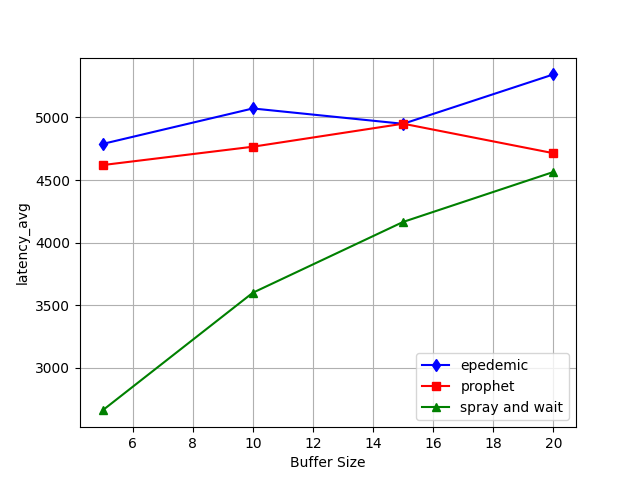 5000
4500
4000
3500
3000
latency_avg
6 8 10 12 14 16 18 20
Buffer Size
epedemic
prophet
spray and wait